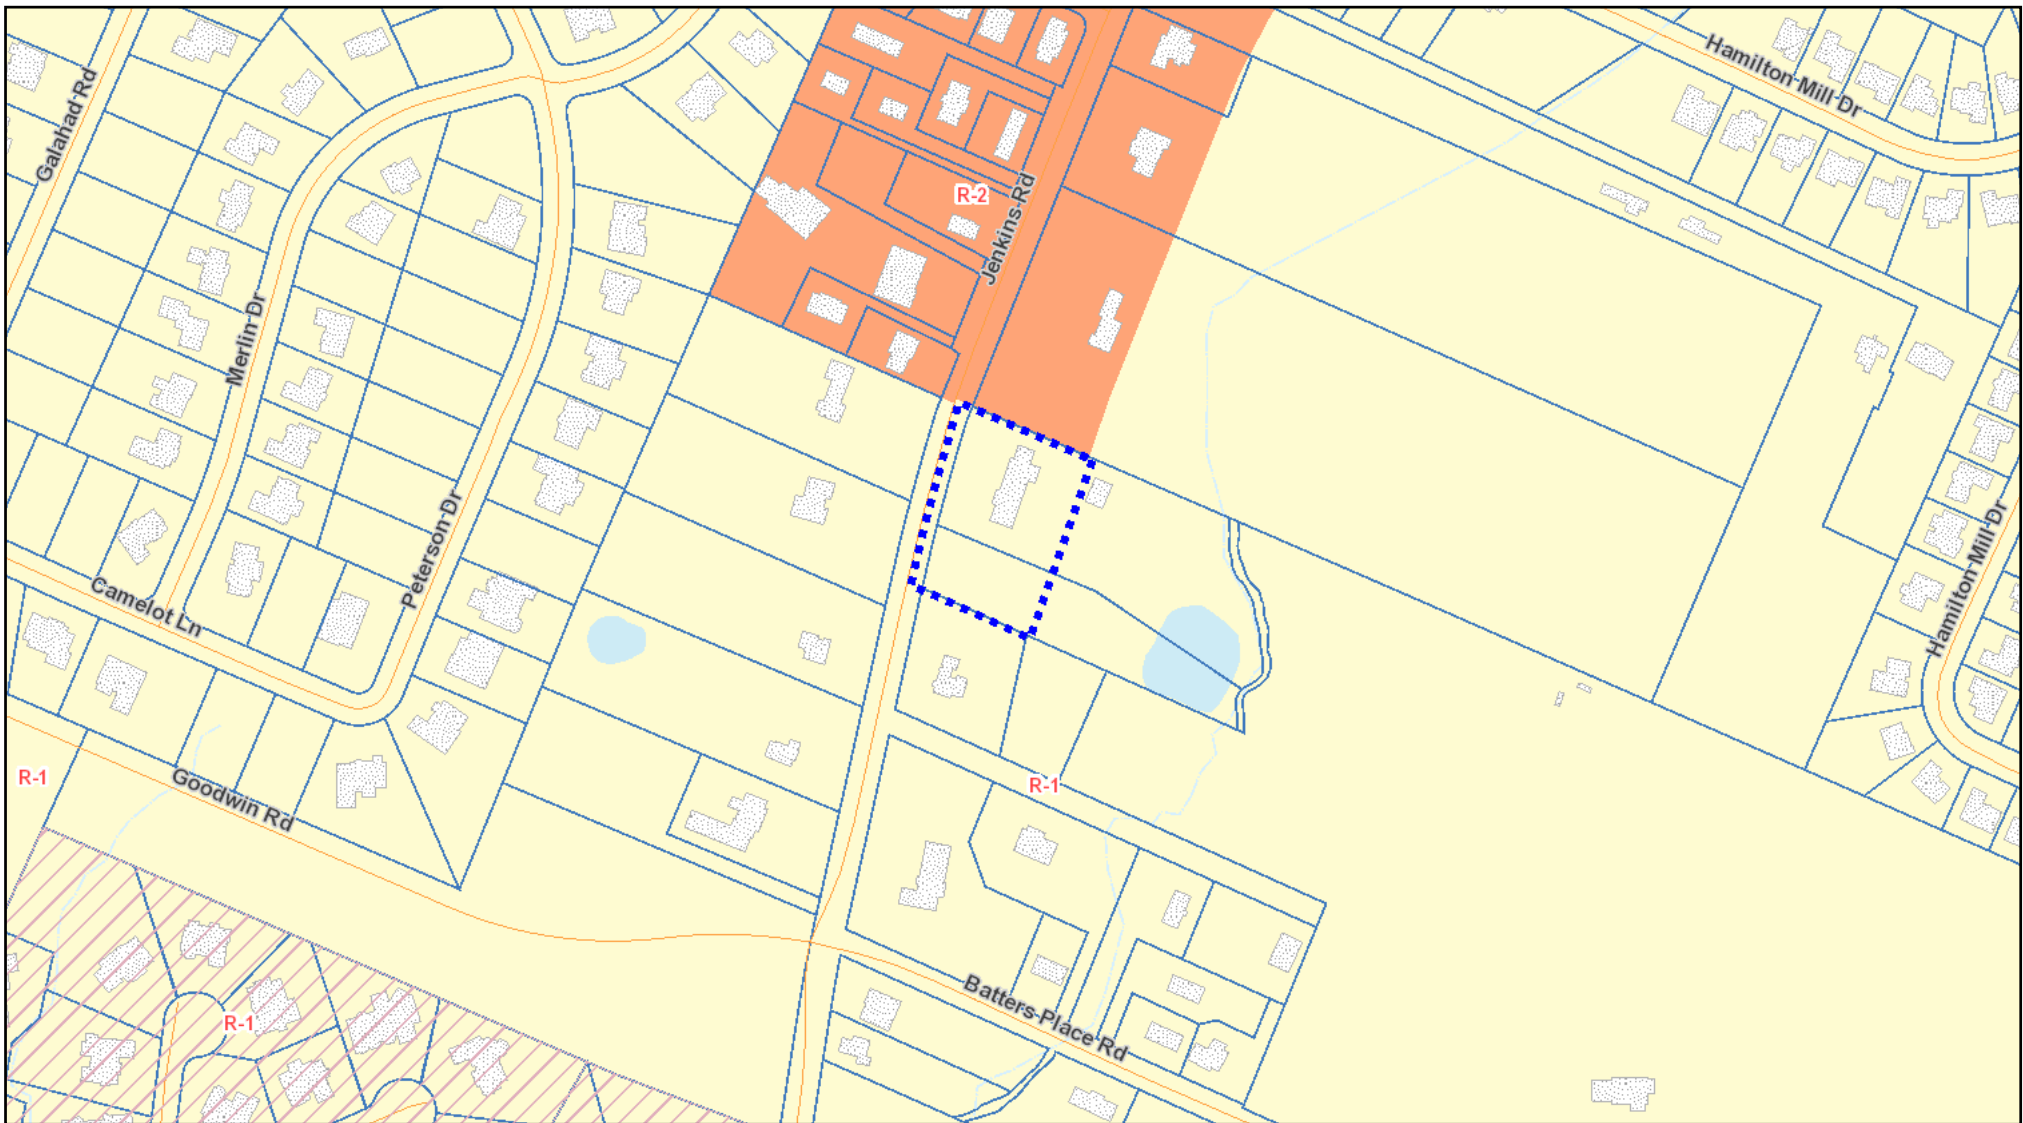 Hamilton Mill Dr
Galahad Rd
R-2
Jenkins Rd
Merlin Dr
Peterson Dr
Hamilton Mill Dr
Camelot Ln
R-1
Goodwin Rd
R-1
R-1
Batters Place Rd